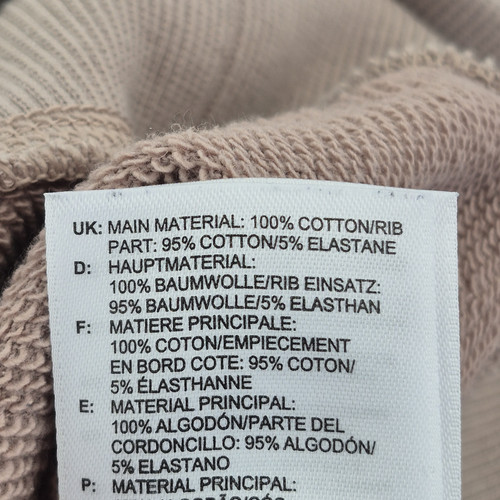 UK: MAIN MATERIAL: 100% COTTON/RIB
PART: 95% COTTON/5% ELASTANE
D: HAUPTMATERIAL:
100% BAUMWOLLE/RIB EINSATZ:
95% BAUMWOLLE/5% ELASTHAN
F: MATIERE PRINCIPALE:
100% COTON/EMPIECEMENT
EN BORD COTE: 95% COTON/
5% ÉLASTHANNE
E: MATERIAL PRINCIPAL:
100% ALGODÓN/PARTE DEL
CORDONCILLO: 95% ALGODÓN/
5% ELASTANO
P: MATERIAL PRINCIPAL: